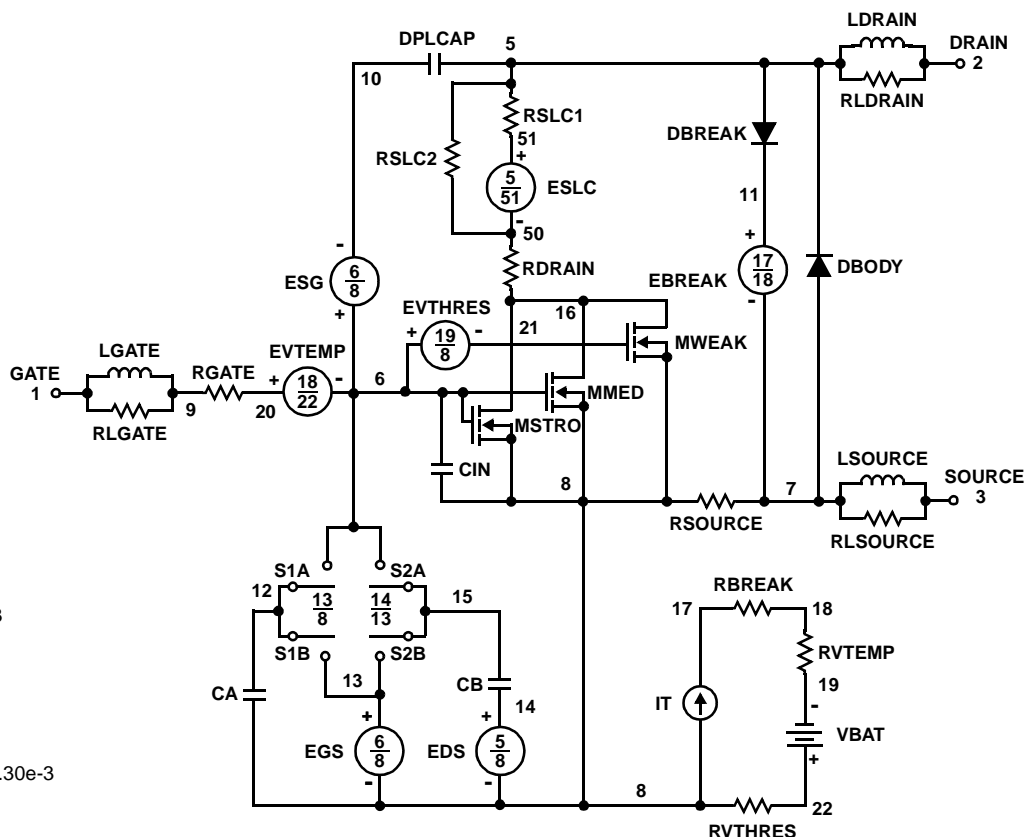 LDRAIN
DPLCAP
5
DRAIN
2
10
RLDRAIN
RSLC1
51
DBREAK
RSLC2
+
5
51
ESLC
11
-
50
-
+
17
18
EBREAK
-
DBODY
RDRAIN
6
8
ESG
+
EVTHRES
16
21
+
19
8
-
MWEAK
LGATE
EVTEMP
GATE
1
RGATE
+
18
22
-
6
MMED
9
20
RLGATE
MSTRO
CIN
LSOURCE
SOURCE
3
8
7
RSOURCE
RLSOURCE
S1A
S2A
12
13
8
14
13
15
RBREAK
17
18
S1B
S2B
RVTEMP
13
CB
19
CA
14
IT
-
+
+
VBAT
EGS
6
8
EDS
5
8
+
-
-
.30e-3
8
22
RVTHRES